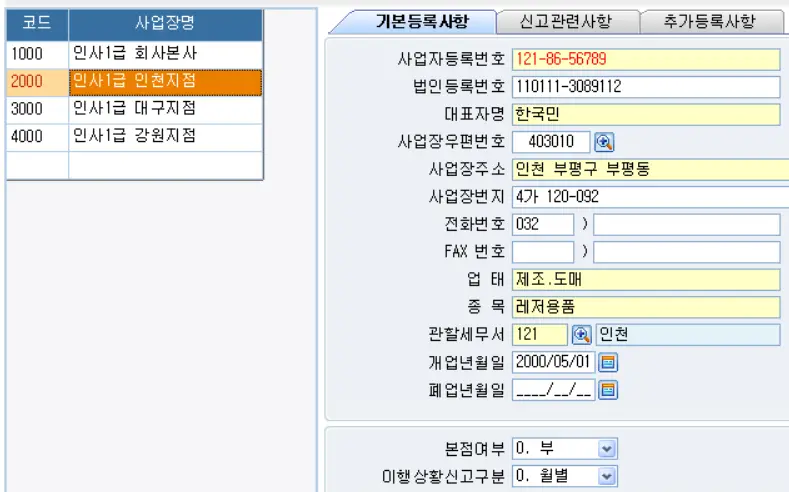 코드 사업장명
1000 인사1급 회사본사
2000 인사1급 인천지점
3000 인사1급 대구지점
4000 인사1급 강원지점
기본등록사항 신고관련사항 추가등록사항
사업자등록번호 121-86-56789
법인등록번호 110111-3089112
대표자명 한국민
사업장우편번호 403010
사업장주소 인천 부평구 부평동
사업장번지 4가 120-092
전화번호 032 )
FAX 번호 )
업 태 제조.도매
종 목 레저용품
관할세무서 121 인천
개업년월일 2000/05/01
폐업년월일 ____/__/__
본점여부 0. 부
이행상황신고구분 0. 월별